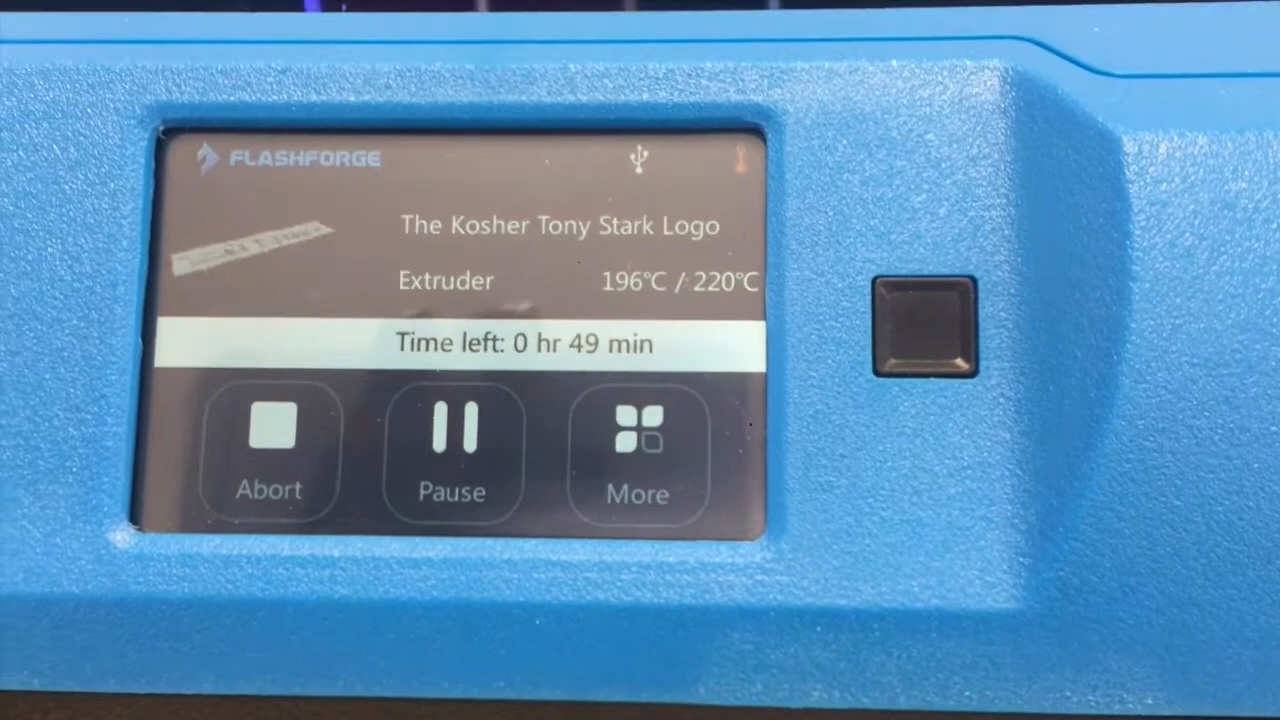 FLASHFORGE
The Kosher Tony Stark Logo
Extruder 196℃ / 220℃
Time left: 0 hr 49 min
Abort Pause More